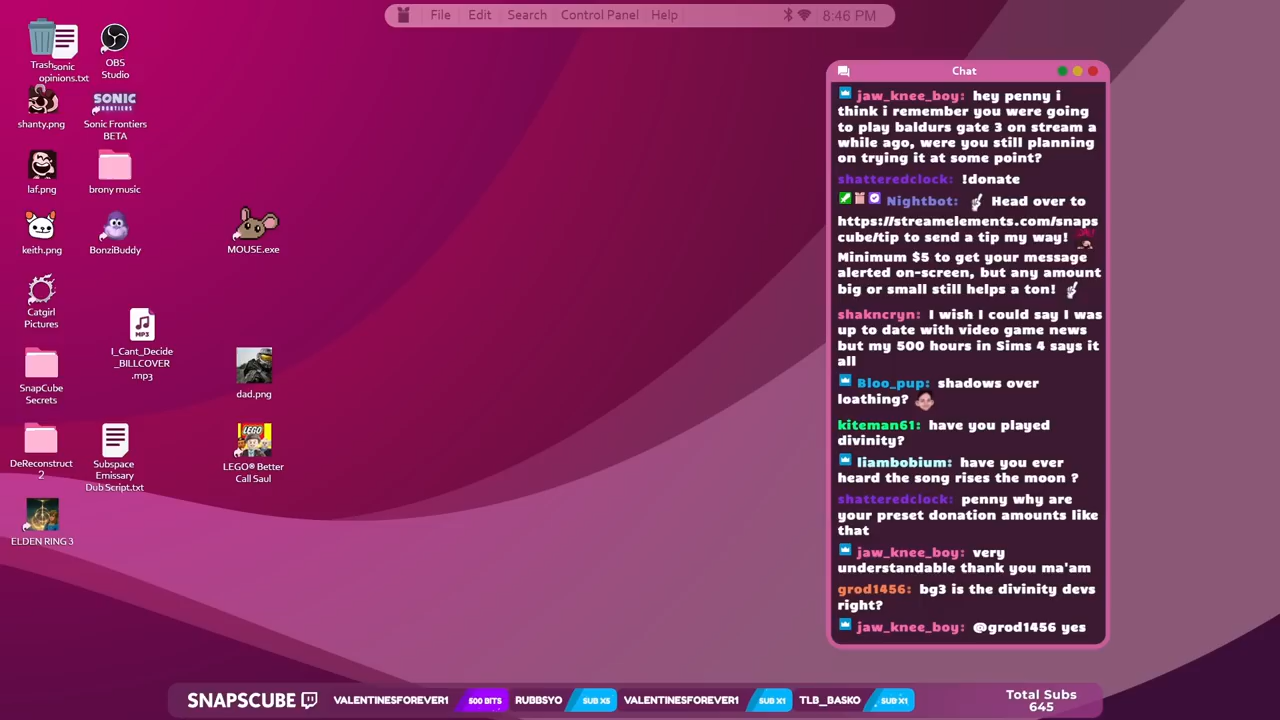 File Edit Search Control Panel Help 8:46 PM
Trash
sonic
opinions.txt
OBS
Studio
shanty.png
SONIC
FRONTIERS
Sonic Frontiers
BETA
laf.png
brony music
keith.png
BonziBuddy
MOUSE.exe
Catgirl
Pictures
MP3
I_Cant_Decide
_BILLCOVER
.mp3
SnapCube
Secrets
dad.png
DeReconstruct
2
Subspace
Emissary
Dub Script.txt
LEGO
LEGO® Better
Call Saul
ELDEN RING 3
Chat
jaw_knee_boy: hey penny i
think i remember you were going
to play baldurs gate 3 on stream a
while ago, were you still planning
on trying it at some point?
shatteredclock: !donate
Nightbot: Head over to
https://streamelements.com/snaps
cube/tip to send a tip my way!
Minimum $5 to get your message
alerted on-screen, but any amount
big or small still helps a ton!
shakncryn: I wish I could say I was
up to date with video game news
but my 500 hours in Sims 4 says it
all
Bloo_pup: shadows over
loathing?
kiteman61: have you played
divinity?
liambobium: have you ever
heard the song rises the moon ?
shatteredclock: penny why are
your preset donation amounts like
that
jaw_knee_boy: very
understandable thank you ma'am
grod1456: bg3 is the divinity devs
right?
jaw_knee_boy: @grod1456 yes
SNAPSCUBE VALENTINESFOREVER1 500 BITS RUBBSYO SUB X5 VALENTINESFOREVER1 SUB X1 TLB_BASKO SUB X1
Total Subs
645